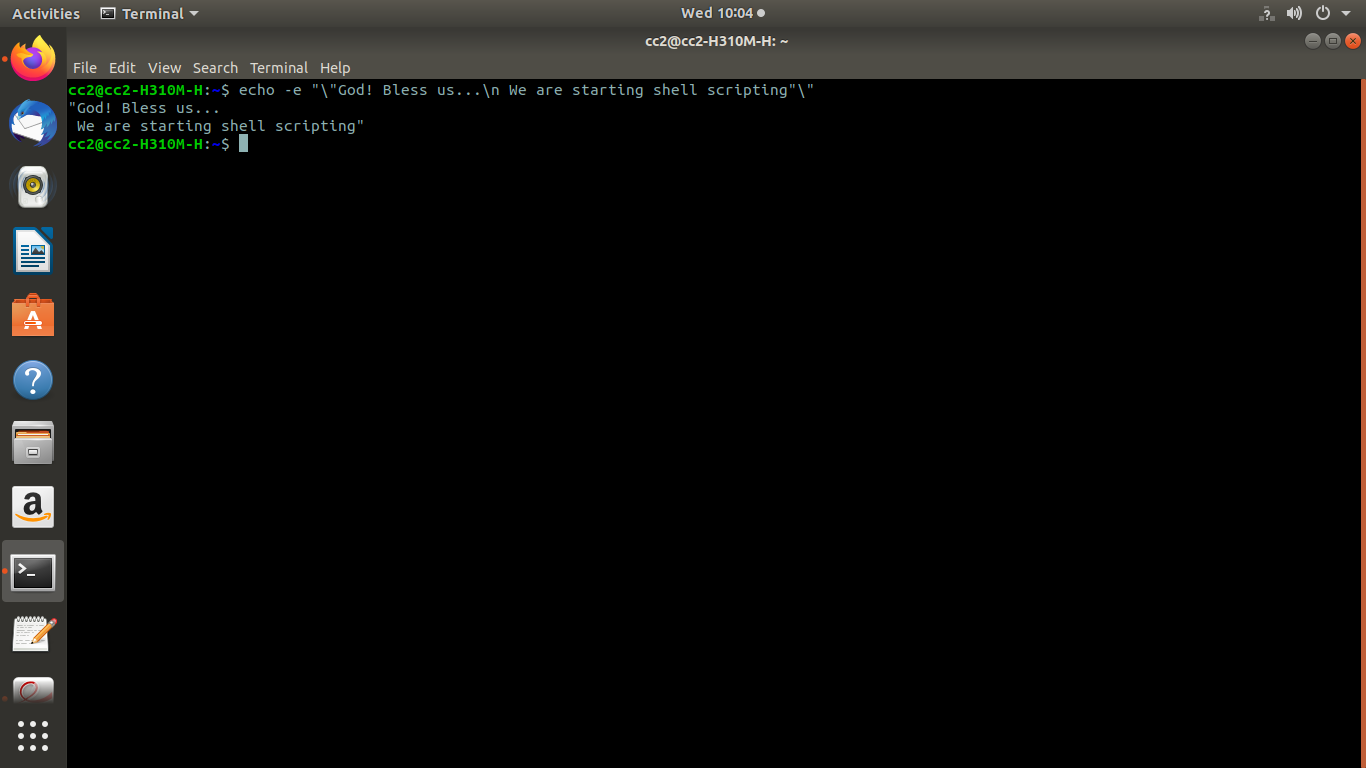 Activities Terminal Wed 10:04
cc2@cc2-H310M-H: ~
File Edit View Search Terminal Help
cc2@cc2-H310M-H:~$ echo -e "\"God! Bless us...\n We are starting shell scripting"\"
"God! Bless us...
 We are starting shell scripting"
cc2@cc2-H310M-H:~$